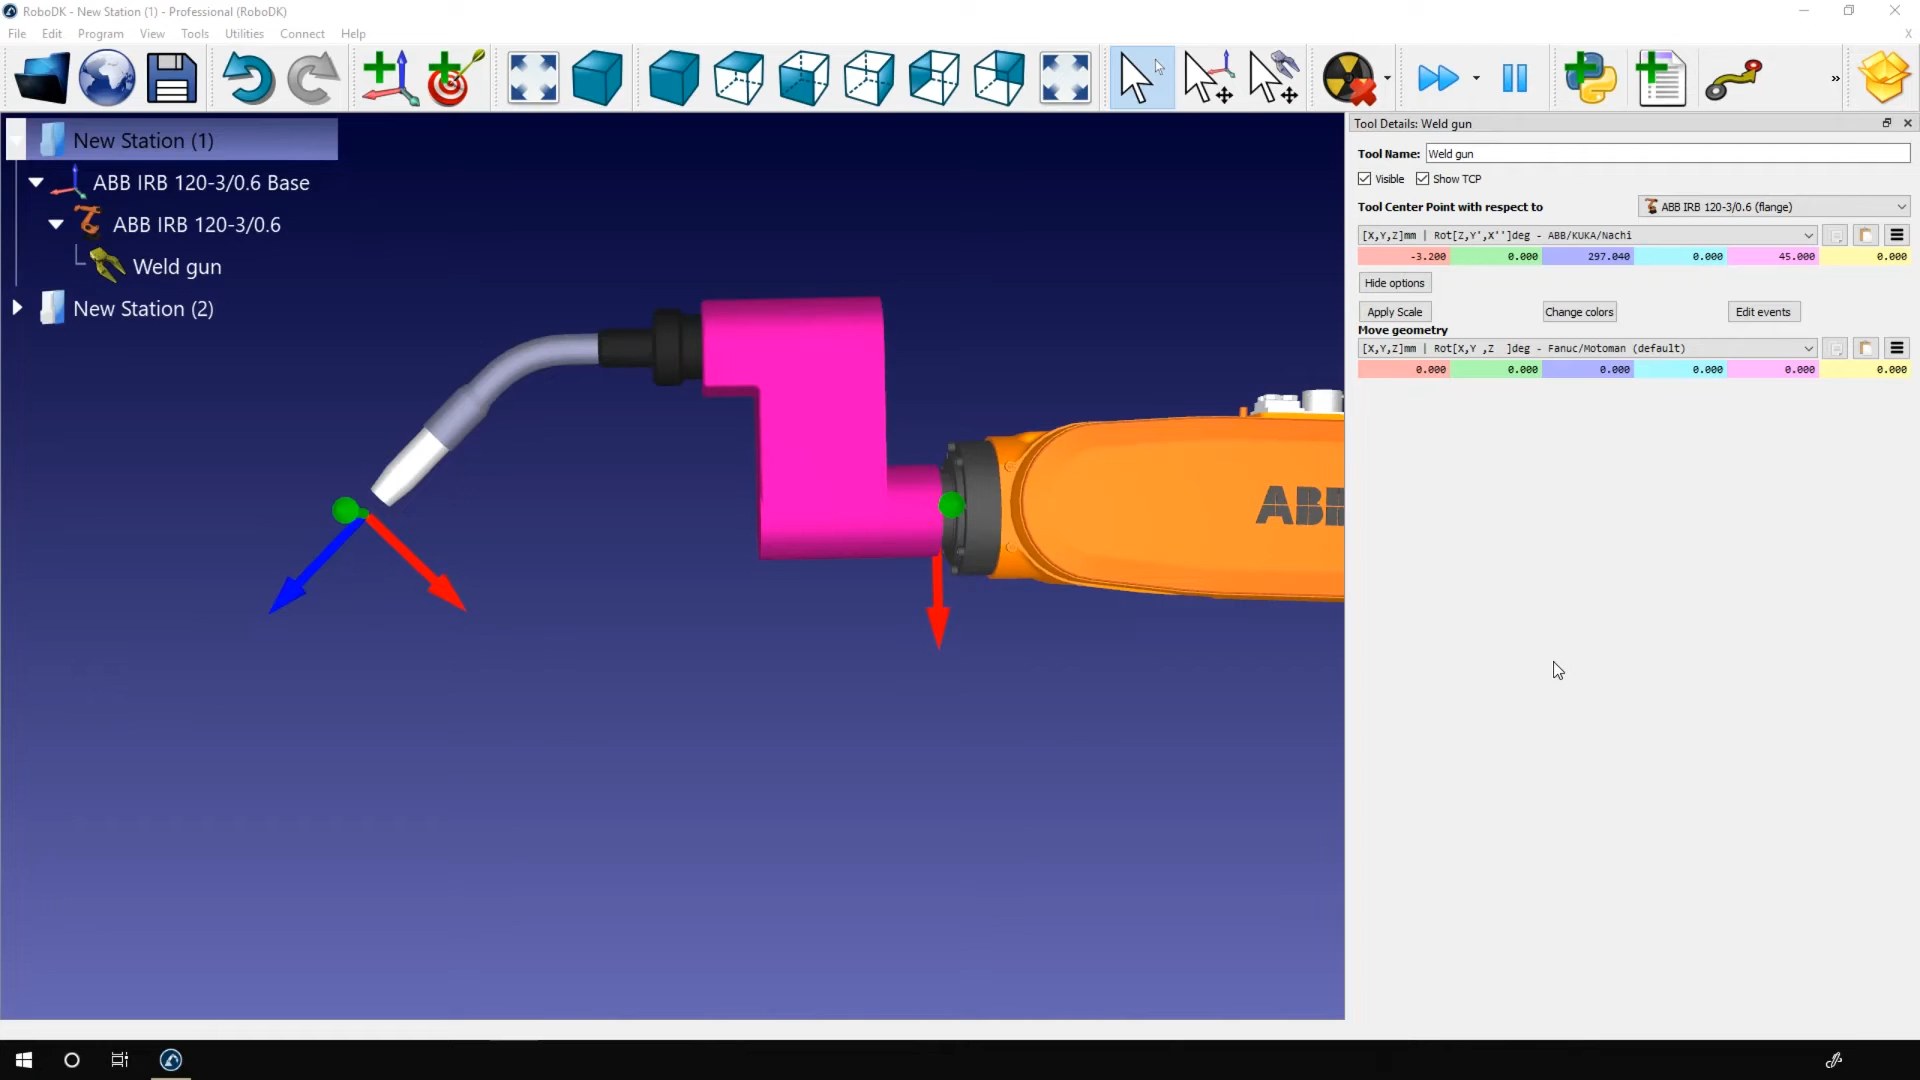 RoboDK - New Station (1) - Professional (RoboDK)
File Edit Program View Tools Utilities Connect Help
X
»
New Station (1)
ABB IRB 120-3/0.6 Base
ABB IRB 120-3/0.6
Weld gun
New Station (2)
Tool Details: Weld gun
Tool Name: Weld gun
Visible Show TCP
Tool Center Point with respect to ABB IRB 120-3/0.6 (flange)
[X,Y,Z]mm | Rot[Z,Y',X'']deg - ABB/KUKA/Nachi
-3.200 0.000 297.040 0.000 45.000 0.000
Hide options
Apply Scale Change colors Edit events
Move geometry
[X,Y,Z]mm | Rot[X,Y ,Z  ]deg - Fanuc/Motoman (default)
0.000 0.000 0.000 0.000 0.000 0.000
ABB